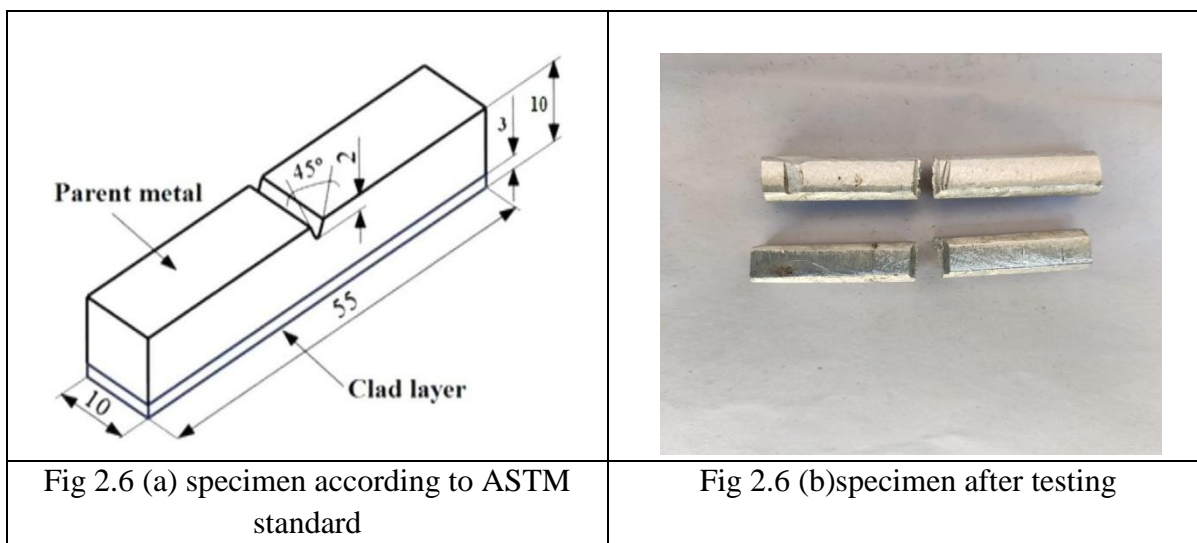 10
3
2
45°
Parent metal
55
Clad layer
10
Fig 2.6 (a) specimen according to ASTM
standard
Fig 2.6 (b)specimen after testing